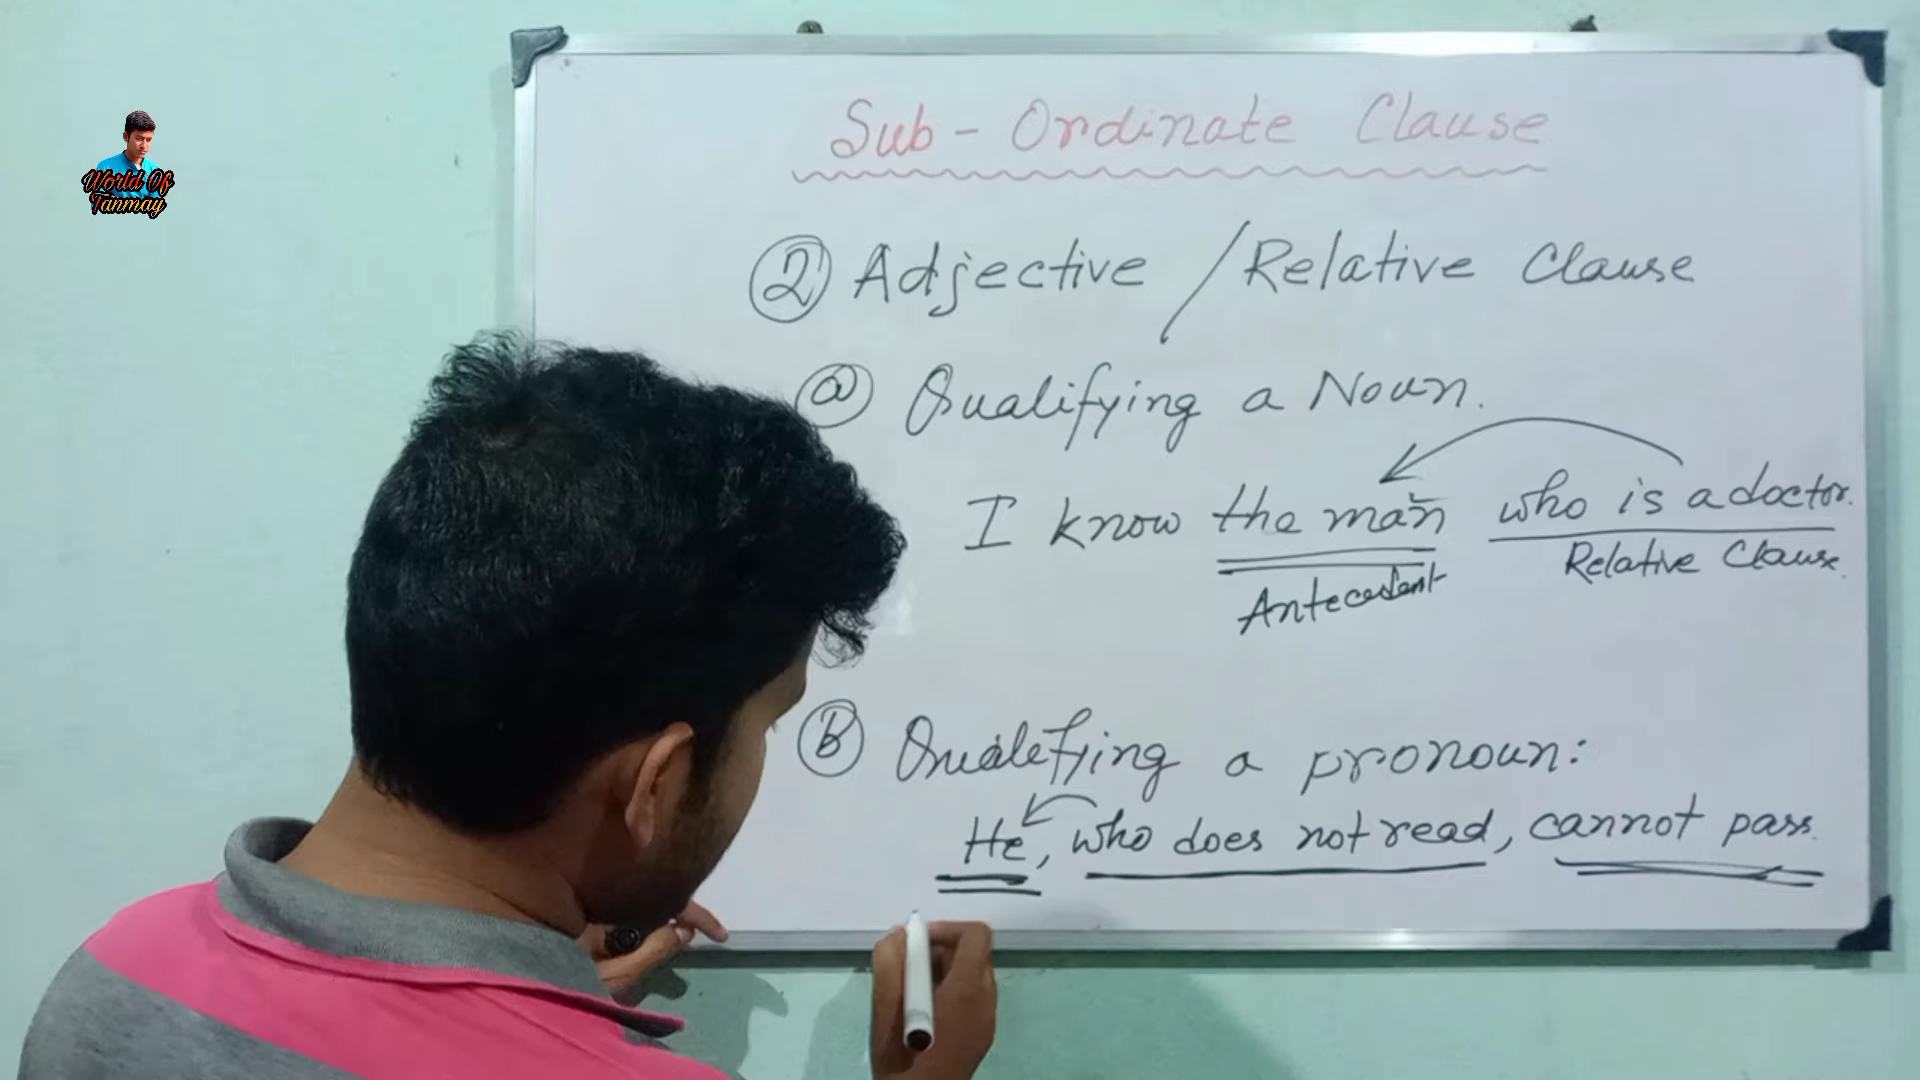 World Of
Tanmay
Sub-Ordinate Clause
2 Adjective / Relative Clause
a Qualifying a Noun.
I know the man who is a doctor.
Antecedent Relative Clause.
B Qualefying a pronoun:
He, who does not read, cannot pass.